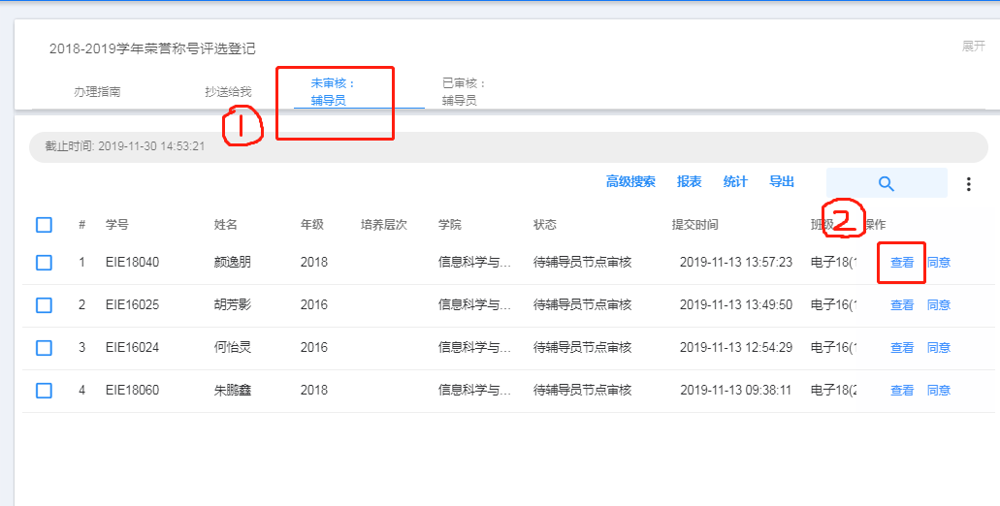 2018-2019学年荣誉称号评选登记
展开
办理指南
抄送给我
未审核：
辅导员
已审核：
辅导员
1
截止时间: 2019-11-30 14:53:21
高级搜索 报表 统计 导出
2
# 学号 姓名 年级 培养层次 学院 状态 提交时间 班级 操作
1 EIE18040 颜逸朋 2018 信息科学与... 待辅导员节点审核 2019-11-13 13:57:23 电子18(1 查看 同意
2 EIE16025 胡芳影 2016 信息科学与... 待辅导员节点审核 2019-11-13 13:49:50 电子16(1 查看 同意
3 EIE16024 何怡灵 2016 信息科学与... 待辅导员节点审核 2019-11-13 12:54:29 电子16(1 查看 同意
4 EIE18060 朱鹏鑫 2018 信息科学与... 待辅导员节点审核 2019-11-13 09:38:11 电子18(2 查看 同意